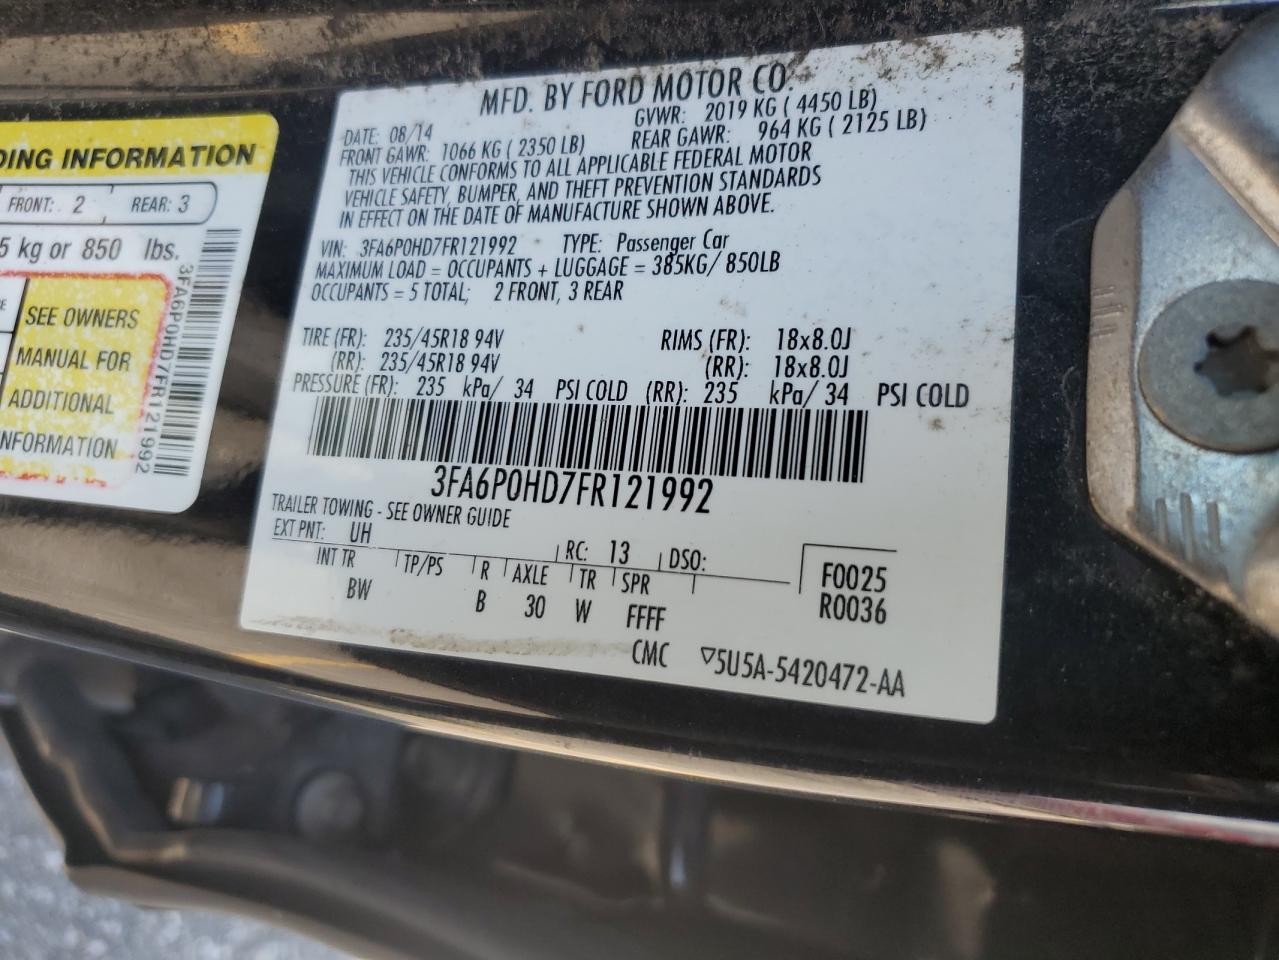 DING INFORMATION
FRONT: 2 REAR: 3
5 kg or 850 lbs.
SEE OWNERS
MANUAL FOR
ADDITIONAL
NFORMATION
3FA6P0HD7FR121992
MFD. BY FORD MOTOR CO.
DATE: 08/14 GVWR: 2019 KG ( 4450 LB)
FRONT GAWR: 1066 KG ( 2350 LB) REAR GAWR: 964 KG ( 2125 LB)
THIS VEHICLE CONFORMS TO ALL APPLICABLE FEDERAL MOTOR
VEHICLE SAFETY, BUMPER, AND THEFT PREVENTION STANDARDS
IN EFFECT ON THE DATE OF MANUFACTURE SHOWN ABOVE.
VIN: 3FA6P0HD7FR121992 TYPE: Passenger Car
MAXIMUM LOAD = OCCUPANTS + LUGGAGE = 385KG/ 850LB
OCCUPANTS = 5 TOTAL; 2 FRONT, 3 REAR
TIRE (FR): 235/45R18 94V RIMS (FR): 18x8.0J
(RR): 235/45R18 94V (RR): 18x8.0J
PRESSURE (FR): 235 kPa/ 34 PSI COLD (RR): 235 kPa/ 34 PSI COLD
3FA6P0HD7FR121992
TRAILER TOWING - SEE OWNER GUIDE
EXT PNT: UH RC: 13 DSO:
INT TR TP/PS R AXLE TR SPR F0025
BW B 30 W FFFF R0036
CMC ▽5U5A-5420472-AA